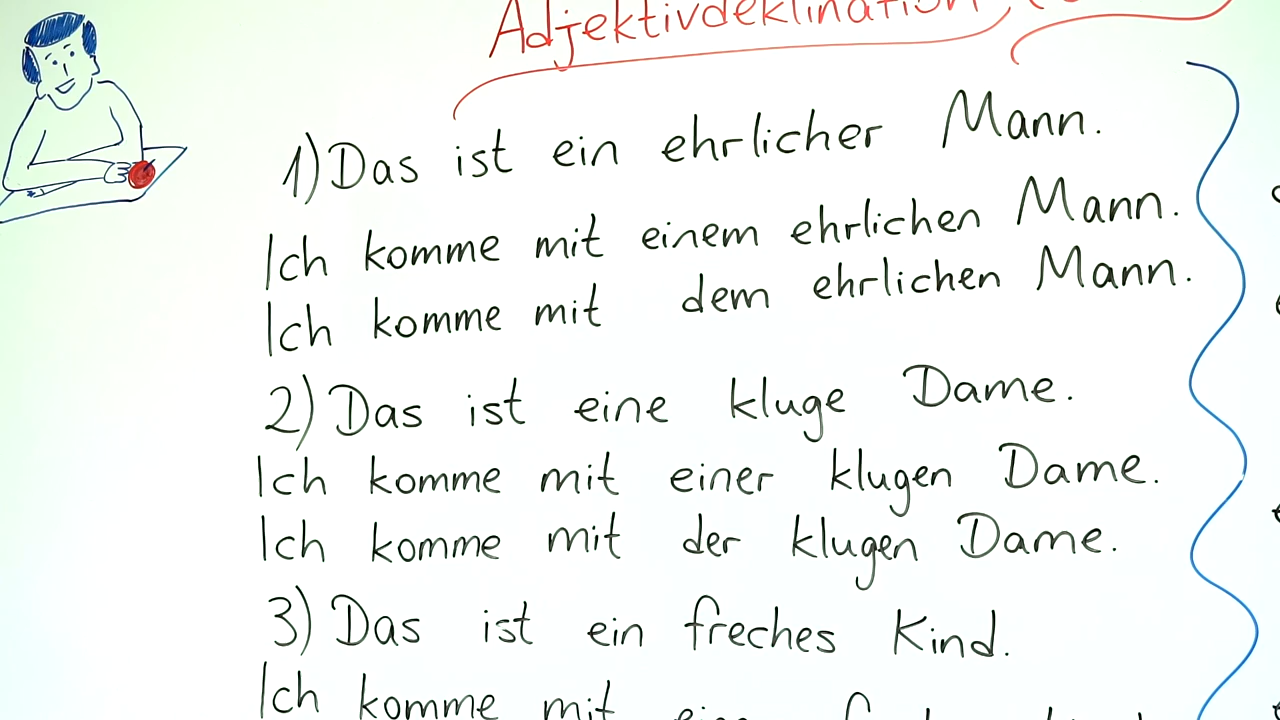 Adjektivdeklination
1) Das ist ein ehrlicher Mann.
Ich komme mit einem ehrlichen Mann.
Ich komme mit dem ehrlichen Mann.
2) Das ist eine kluge Dame.
Ich komme mit einer klugen Dame.
Ich komme mit der klugen Dame.
3) Das ist ein freches Kind.
Ich komme mit